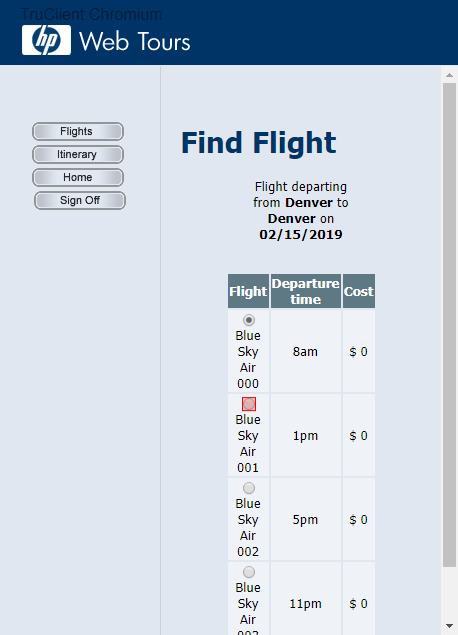 TruClient Chromium
hp Web Tours
Flights
Itinerary
Home
Sign Off
Find Flight
Flight departing
from Denver to
Denver on
02/15/2019
Flight Departure time Cost
Blue Sky Air 000 8am $ 0
Blue Sky Air 001 1pm $ 0
Blue Sky Air 002 5pm $ 0
Blue Sky Air 11pm $ 0